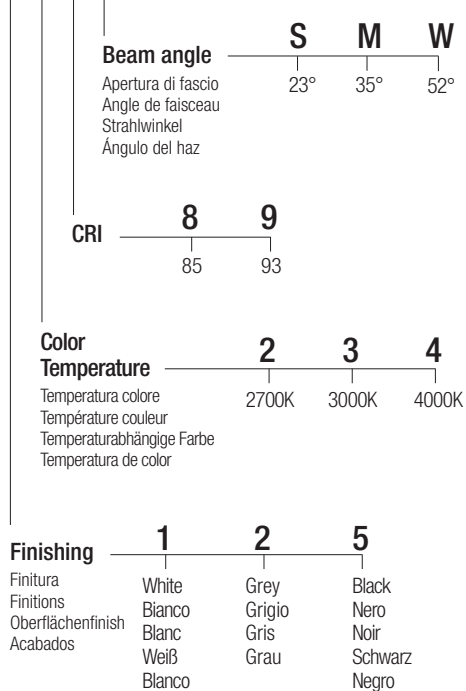 S M W
Beam angle
23° 35° 52°
Apertura di fascio
Angle de faisceau
Strahlwinkel
Ángulo del haz
8 9
CRI
85 93
Color
Temperature
2 3 4
2700K 3000K 4000K
Temperatura colore
Température couleur
Temperaturabhängige Farbe
Temperatura de color
1 2 5
Finishing
Finitura
Finitions
Oberflächenfinish
Acabados
White Grey Black
Bianco Grigio Nero
Blanc Gris Noir
Weiß Grau Schwarz
Blanco Negro